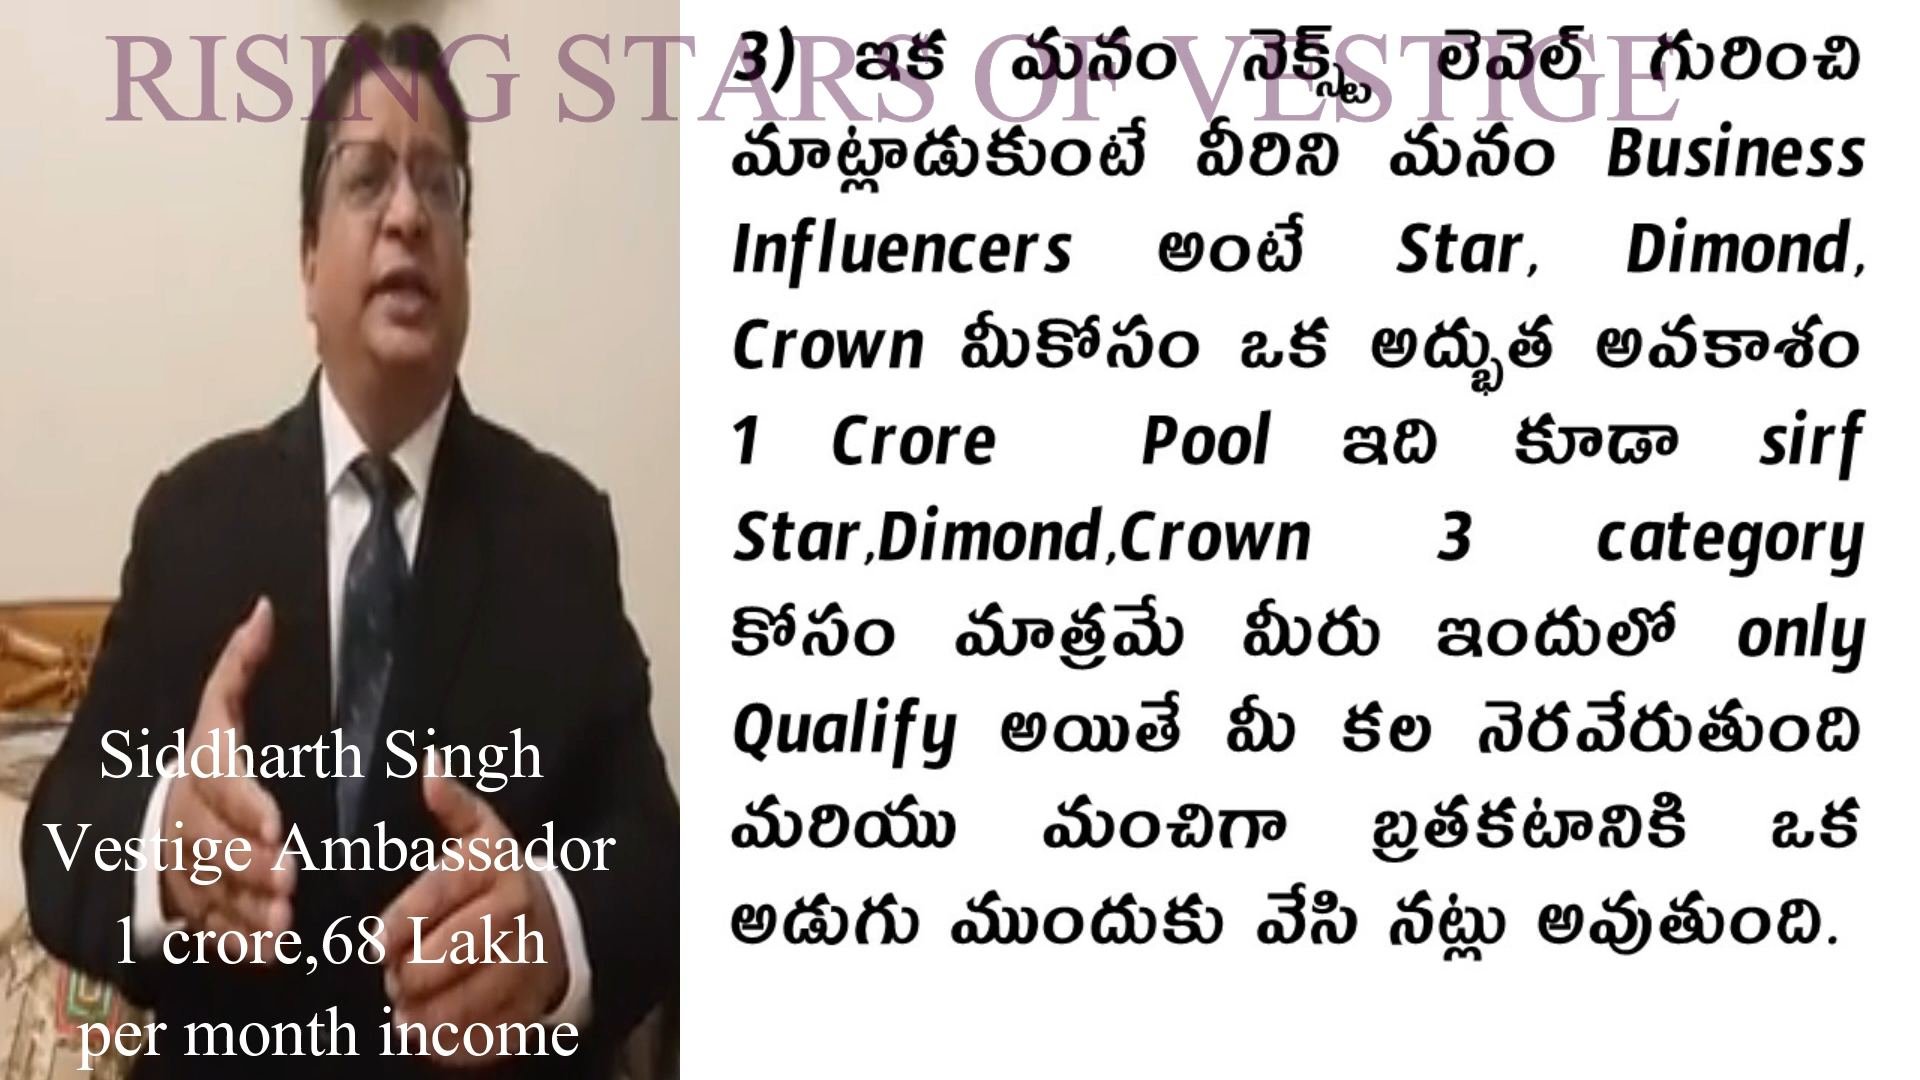 RISING STARS OF VESTIGE
3) ఇక మనం నెక్స్ట్ లెవెల్ గురించి
మాట్లాడుకుంటే వీరిని మనం Business
Influencers అంటే Star, Dimond,
Crown మీకోసం ఒక అద్భుత అవకాశం
1 Crore Pool ఇది కూడా sirf
Star,Dimond,Crown 3 category
కోసం మాత్రమే మీరు ఇందులో only
Qualify అయితే మీ కల నెరవేరుతుంది
మరియు మంచిగా బ్రతకటానికి ఒక
అడుగు ముందుకు వేసి నట్లు అవుతుంది.
Siddharth Singh
Vestige Ambassador
1 crore,68 Lakh
per month income